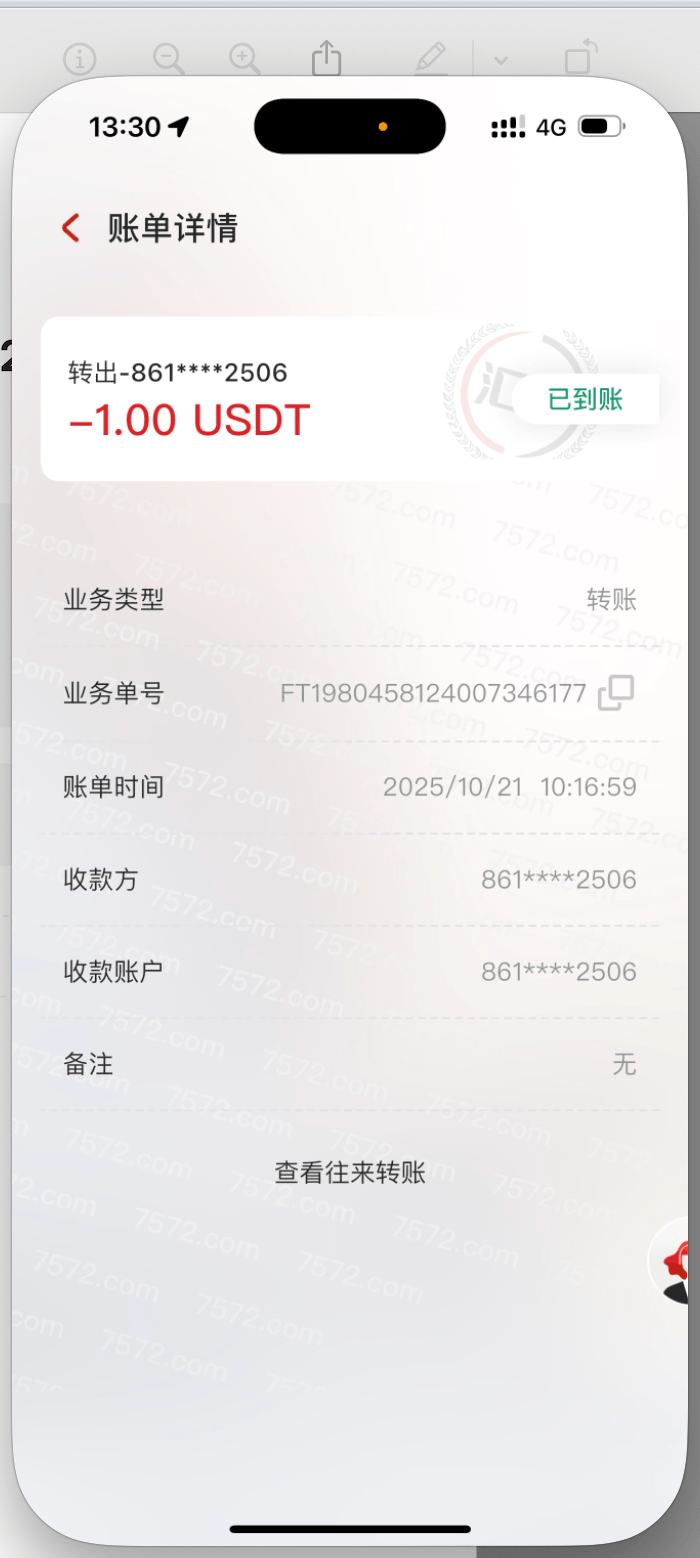 13:30
4G
账单详情
转出-861****2506
汇
已到账
−1.00 USDT
业务类型 转账
业务单号 FT1980458124007346177
账单时间 2025/10/21 10:16:59
收款方 861****2506
收款账户 861****2506
备注 无
查看往来转账
7572.com